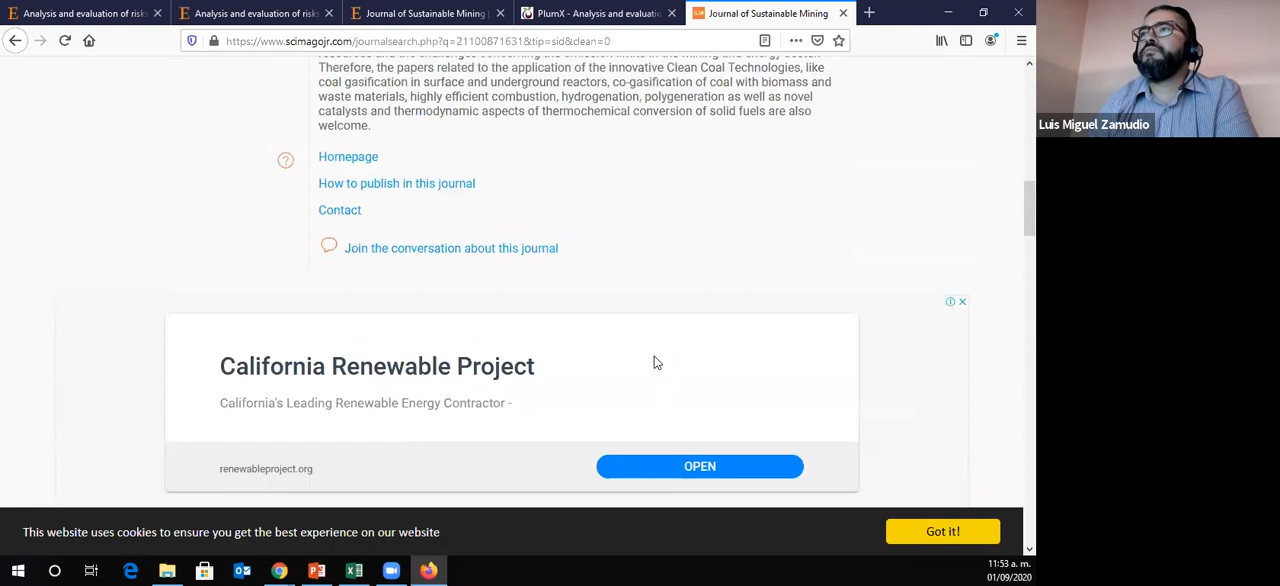 Analysis and evaluation of risks
Analysis and evaluation of risks
Journal of Sustainable Mining |
PlumX - Analysis and evaluatio
Journal of Sustainable Mining
https://www.scimagojr.com/journalsearch.php?q=21100871631&tip=sid&clean=0
Therefore, the papers related to the application of the innovative Clean Coal Technologies, like
coal gasification in surface and underground reactors, co-gasification of coal with biomass and
waste materials, highly efficient combustion, hydrogenation, polygeneration as well as novel
catalysts and thermodynamic aspects of thermochemical conversion of solid fuels are also
welcome.
Homepage
How to publish in this journal
Contact
Join the conversation about this journal
California Renewable Project
California's Leading Renewable Energy Contractor -
renewableproject.org
OPEN
This website uses cookies to ensure you get the best experience on our website
Got it!
11:53 a. m.
01/09/2020
Luis Miguel Zamudio